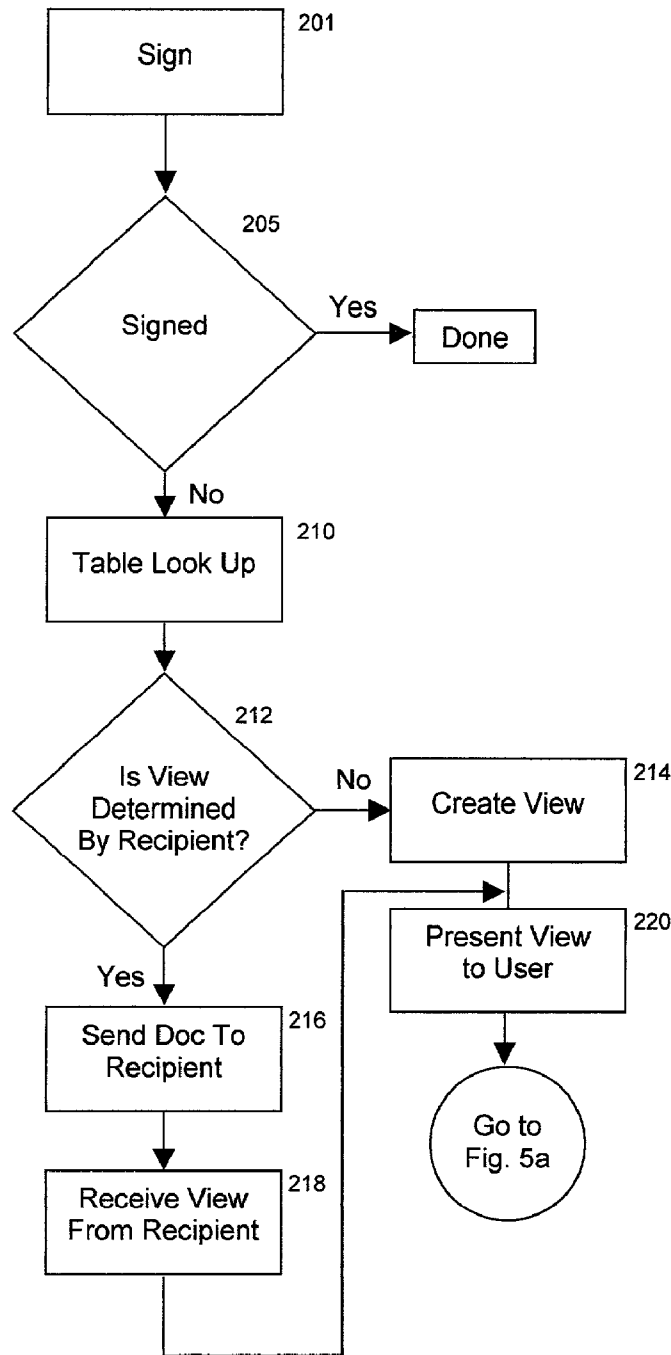 201
Sign
205
Signed
Yes
Done
No
210
Table Look Up
212
Is View
Determined
By Recipient?
No
214
Create View
220
Present View
to User
Yes
216
Send Doc To
Recipient
Go to
Fig. 5a
218
Receive View
From Recipient